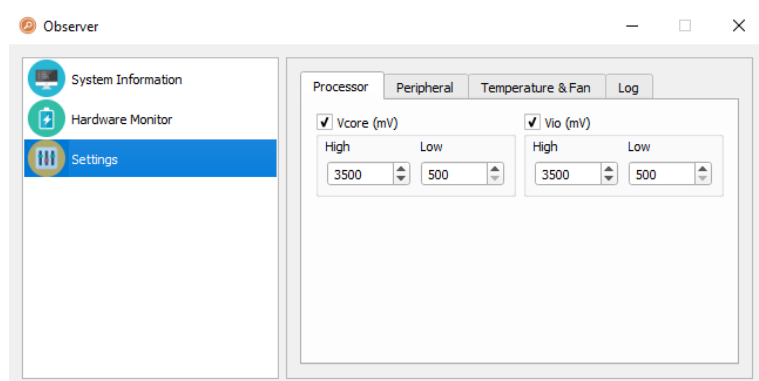 Observer
System Information
Hardware Monitor
Settings
Processor Peripheral Temperature & Fan Log
Vcore (mV) Vio (mV)
High Low High Low
3500 500 3500 500